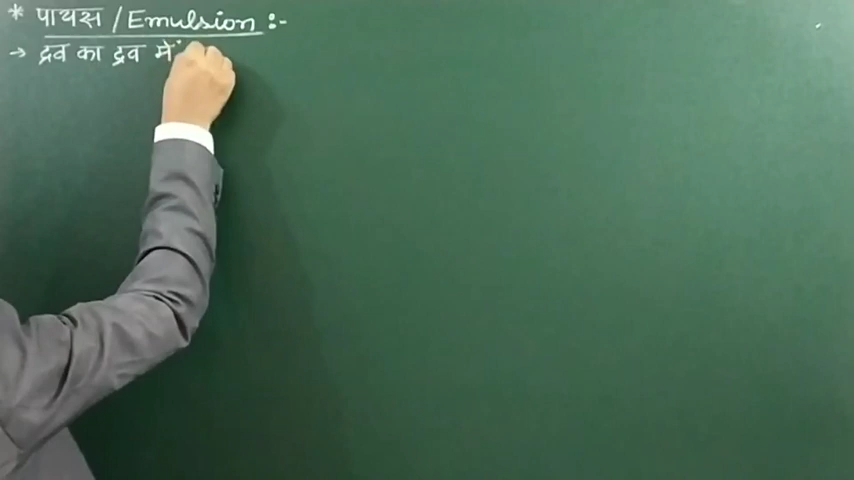 * पायस / Emulsion :-
→ द्रव का द्रव में